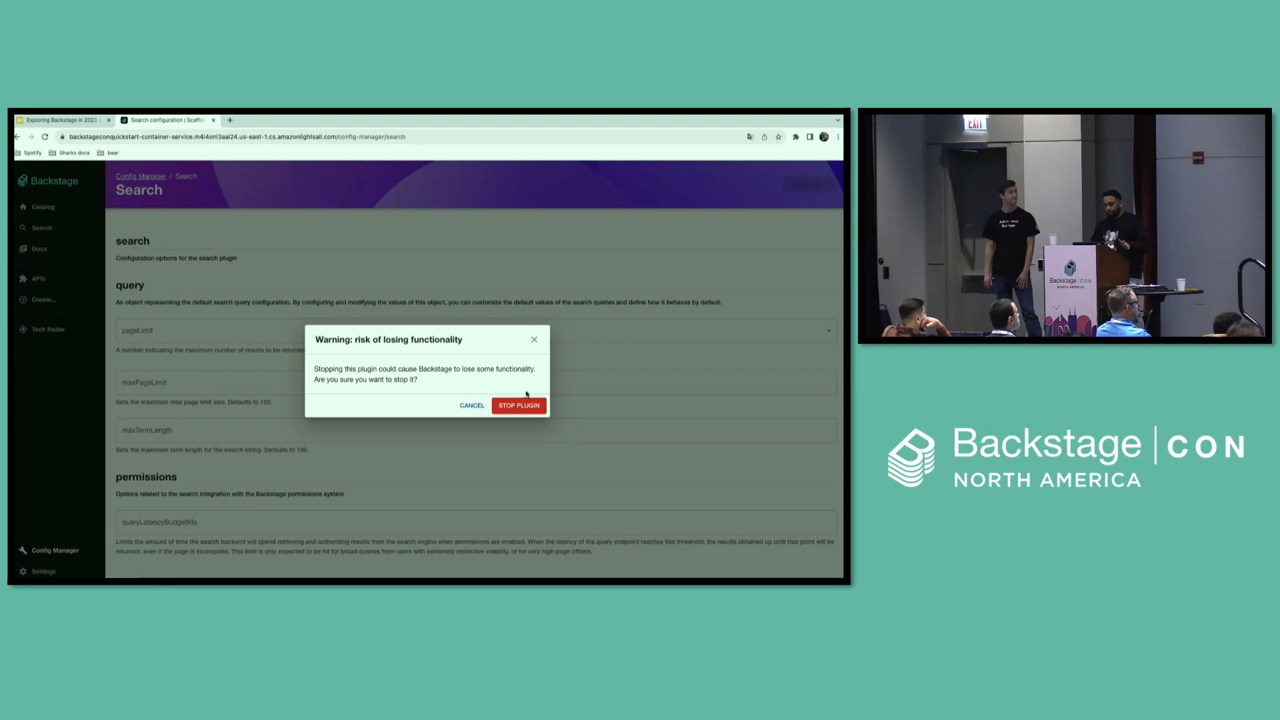 Exploring Backstage in 2023
Search configuration | Scaffo
backstageconquickstart-container-service.m4l4onl3aal24.us-east-1.cs.amazonlightsail.com/config-manager/search
Spotify
Sharks docs
bear
Backstage
Catalog
Search
Docs
APIs
Create...
Tech Radar
Config Manager
Settings
Config Manager / Search
Search
search
Configuration options for the search plugin
query
An object representing the default search query configuration. By configuring and modifying the values of this object, you can customize the default values of the search queries and define how it behaves by default.
pageLimit
A number indicating the maximum number of results to be returned
maxPageLimit
Sets the maximum max page limit size. Defaults to 100.
maxTermLength
Sets the maximum term length for the search string. Defaults to 100.
permissions
Options related to the search integration with the Backstage permissions system
queryLatencyBudgetMs
Limits the amount of time the search backend will spend retrieving and authorizing results from the search engine when permissions are enabled. When the latency of the query endpoint reaches this threshold, the results obtained up until that point will be
returned, even if the page is incomplete. This limit is only expected to be hit for broad queries from users with extremely restrictive visibility, or for very high page offsets.
Warning: risk of losing functionality
Stopping this plugin could cause Backstage to lose some functionality.
Are you sure you want to stop it?
CANCEL
STOP PLUGIN
EXIT
Backstage CON
NORTH AMERICA
Backstage | CON
NORTH AMERICA